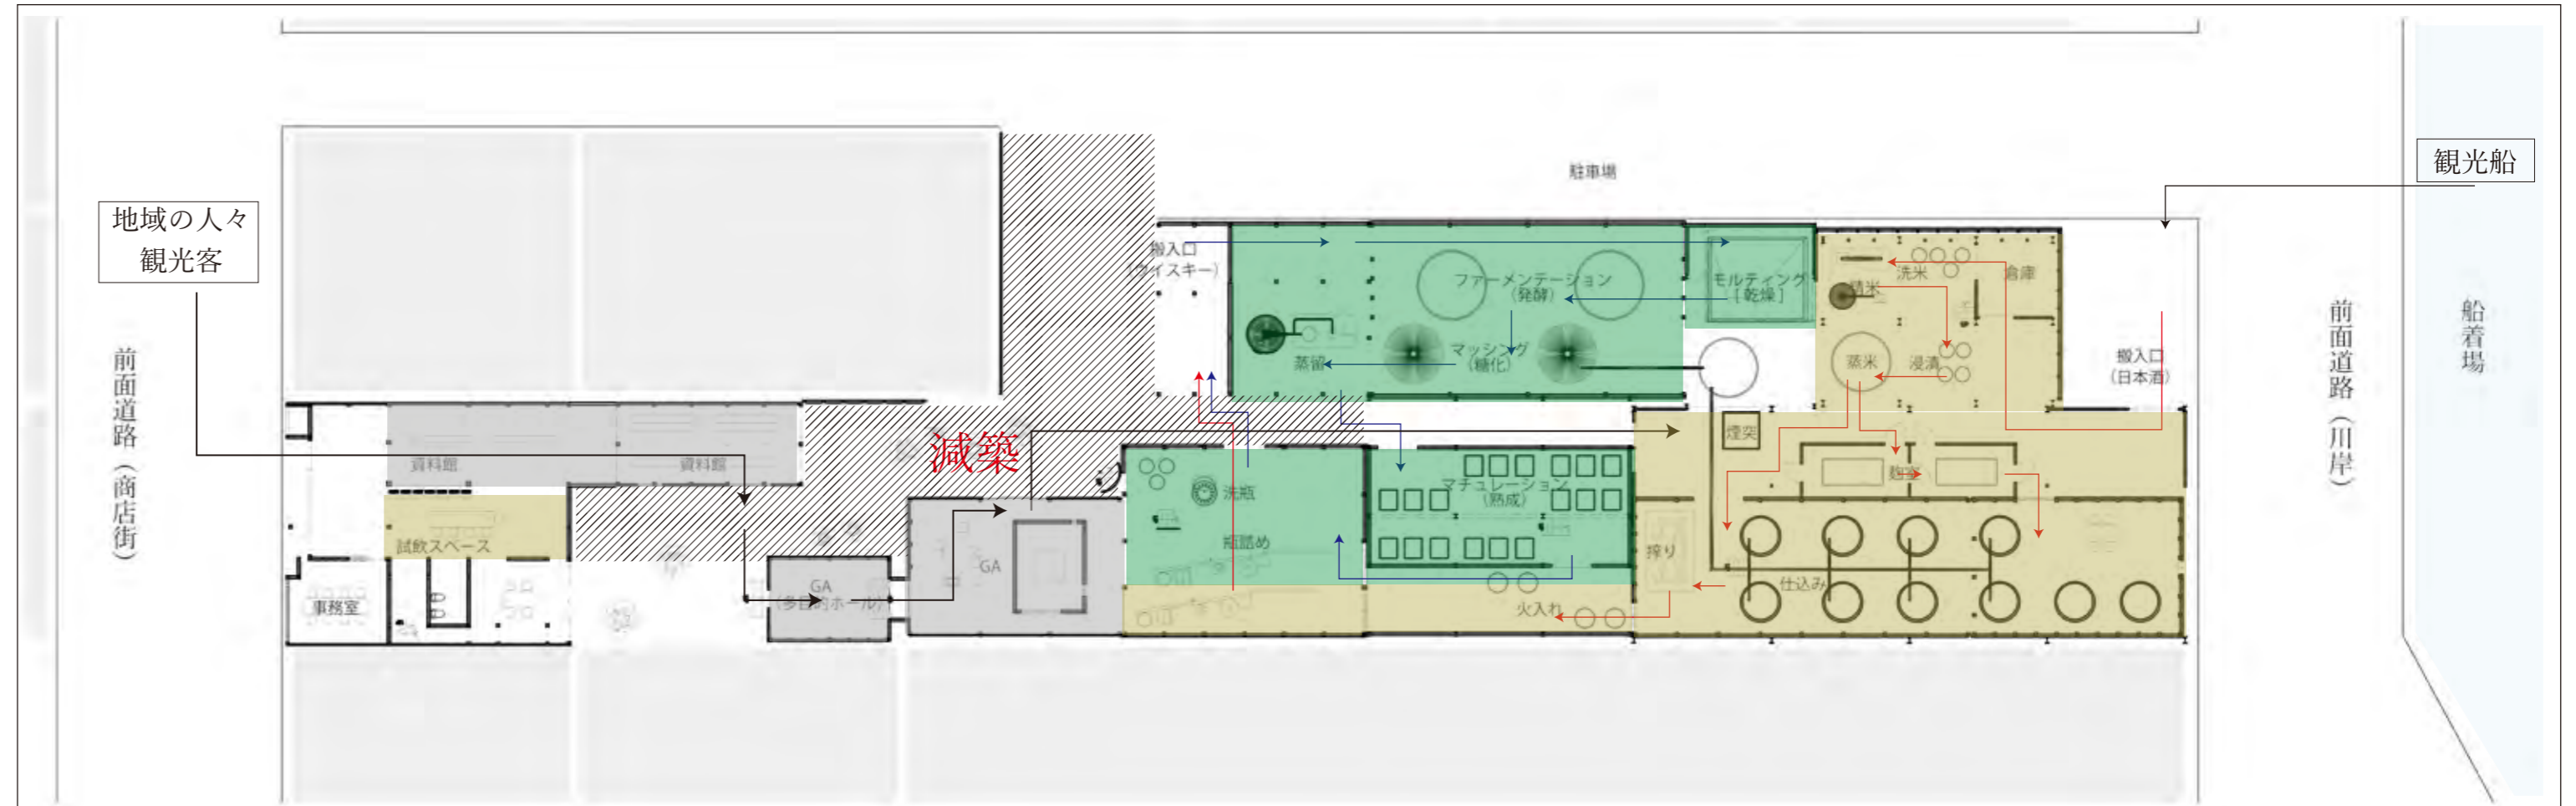 地域の人々
観光客
前面道路（商店街）
資料館
資料館
試飲スペース
事務室
減築
GA
（多目的ホール）
GA
搬入口
（ウイスキー）
駐車場
ファーメンテーション
（発酵）
モルティング
[乾燥]
マッシング
（糖化）
蒸留
洗瓶
瓶詰め
マチュレーション
（熟成）
火入れ
搾り
仕込み
煙突
麹室
精米
洗米
倉庫
蒸米
浸漬
搬入口
（日本酒）
観光船
前面道路（川岸）
船着場